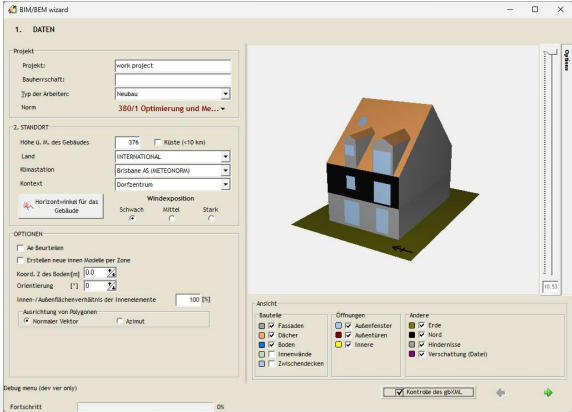 BIM/BEM wizard
1. DATEN
Projekt
Projekt: work project
Bauherrschaft:
Typ der Arbeiten: Neubau
Norm 380/1 Optimierung und Me...
2. STANDORT
Höhe ü. M. des Gebäudes 376 Küste (<10 km)
Land INTERNATIONAL
Klimastation Brisbane AS (METEONORM)
Kontext Dorfzentrum
Horizontwinkel für das Gebäude
Windexposition
Schwach Mittel Stark
OPTIONEN
Ae Beurteilen
Erstellen neue innen Modelle per Zone
Koord. Z des Boden:[m] 0.0
Orientierung [°] 0
Innen-/Außenflächenverhältnis der Innenelemente 100 [%]
Ausrichtung von Polygonen
Normaler Vektor Azimut
Debug menu (dev ver only)
Fortschritt 0%
Options
10.53
Ansicht
Bauteile
Fassaden
Dächer
Boden
Innenwände
Zwischendecken
Öffnungen
Außenfenster
Außentüren
Innere
Andere
Erde
Nord
Hindernisse
Verschattung (Datei)
Kontrolle des gbXML